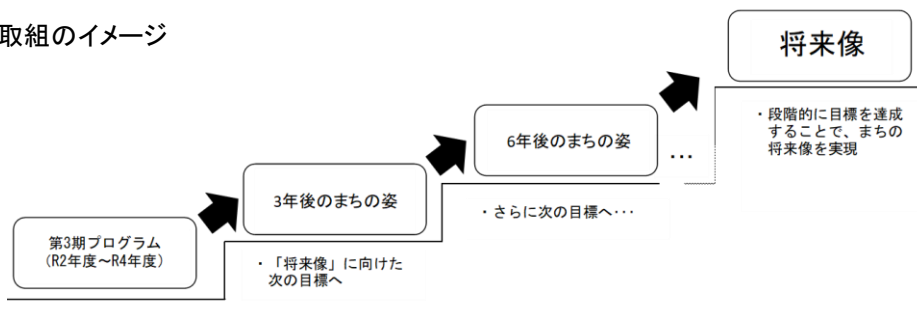 取組のイメージ
将来像
・段階的に目標を達成
することで、まちの
将来像を実現
6年後のまちの姿
...
・さらに次の目標へ･･･
3年後のまちの姿
・「将来像」に向けた
次の目標へ
第3期プログラム
（R2年度～R4年度）